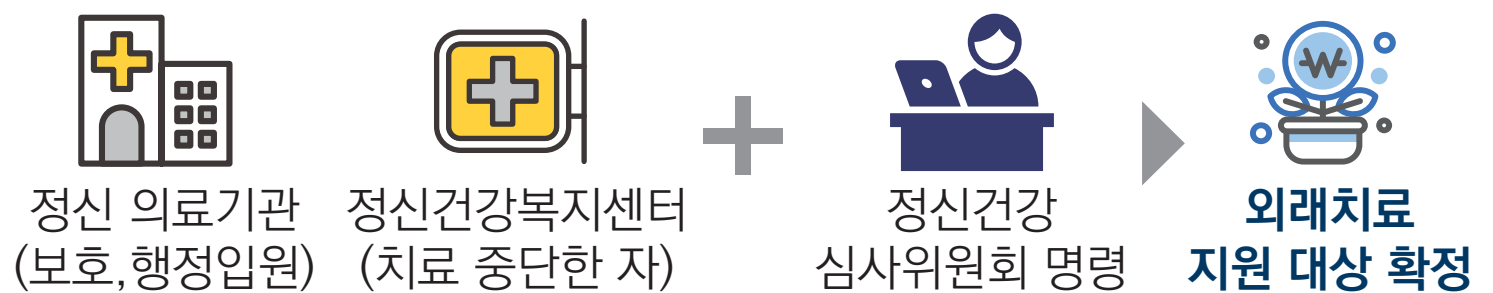 정신 의료기관
(보호,행정입원)
정신건강복지센터
(치료 중단한 자)
정신건강
심사위원회 명령
외래치료
지원 대상 확정